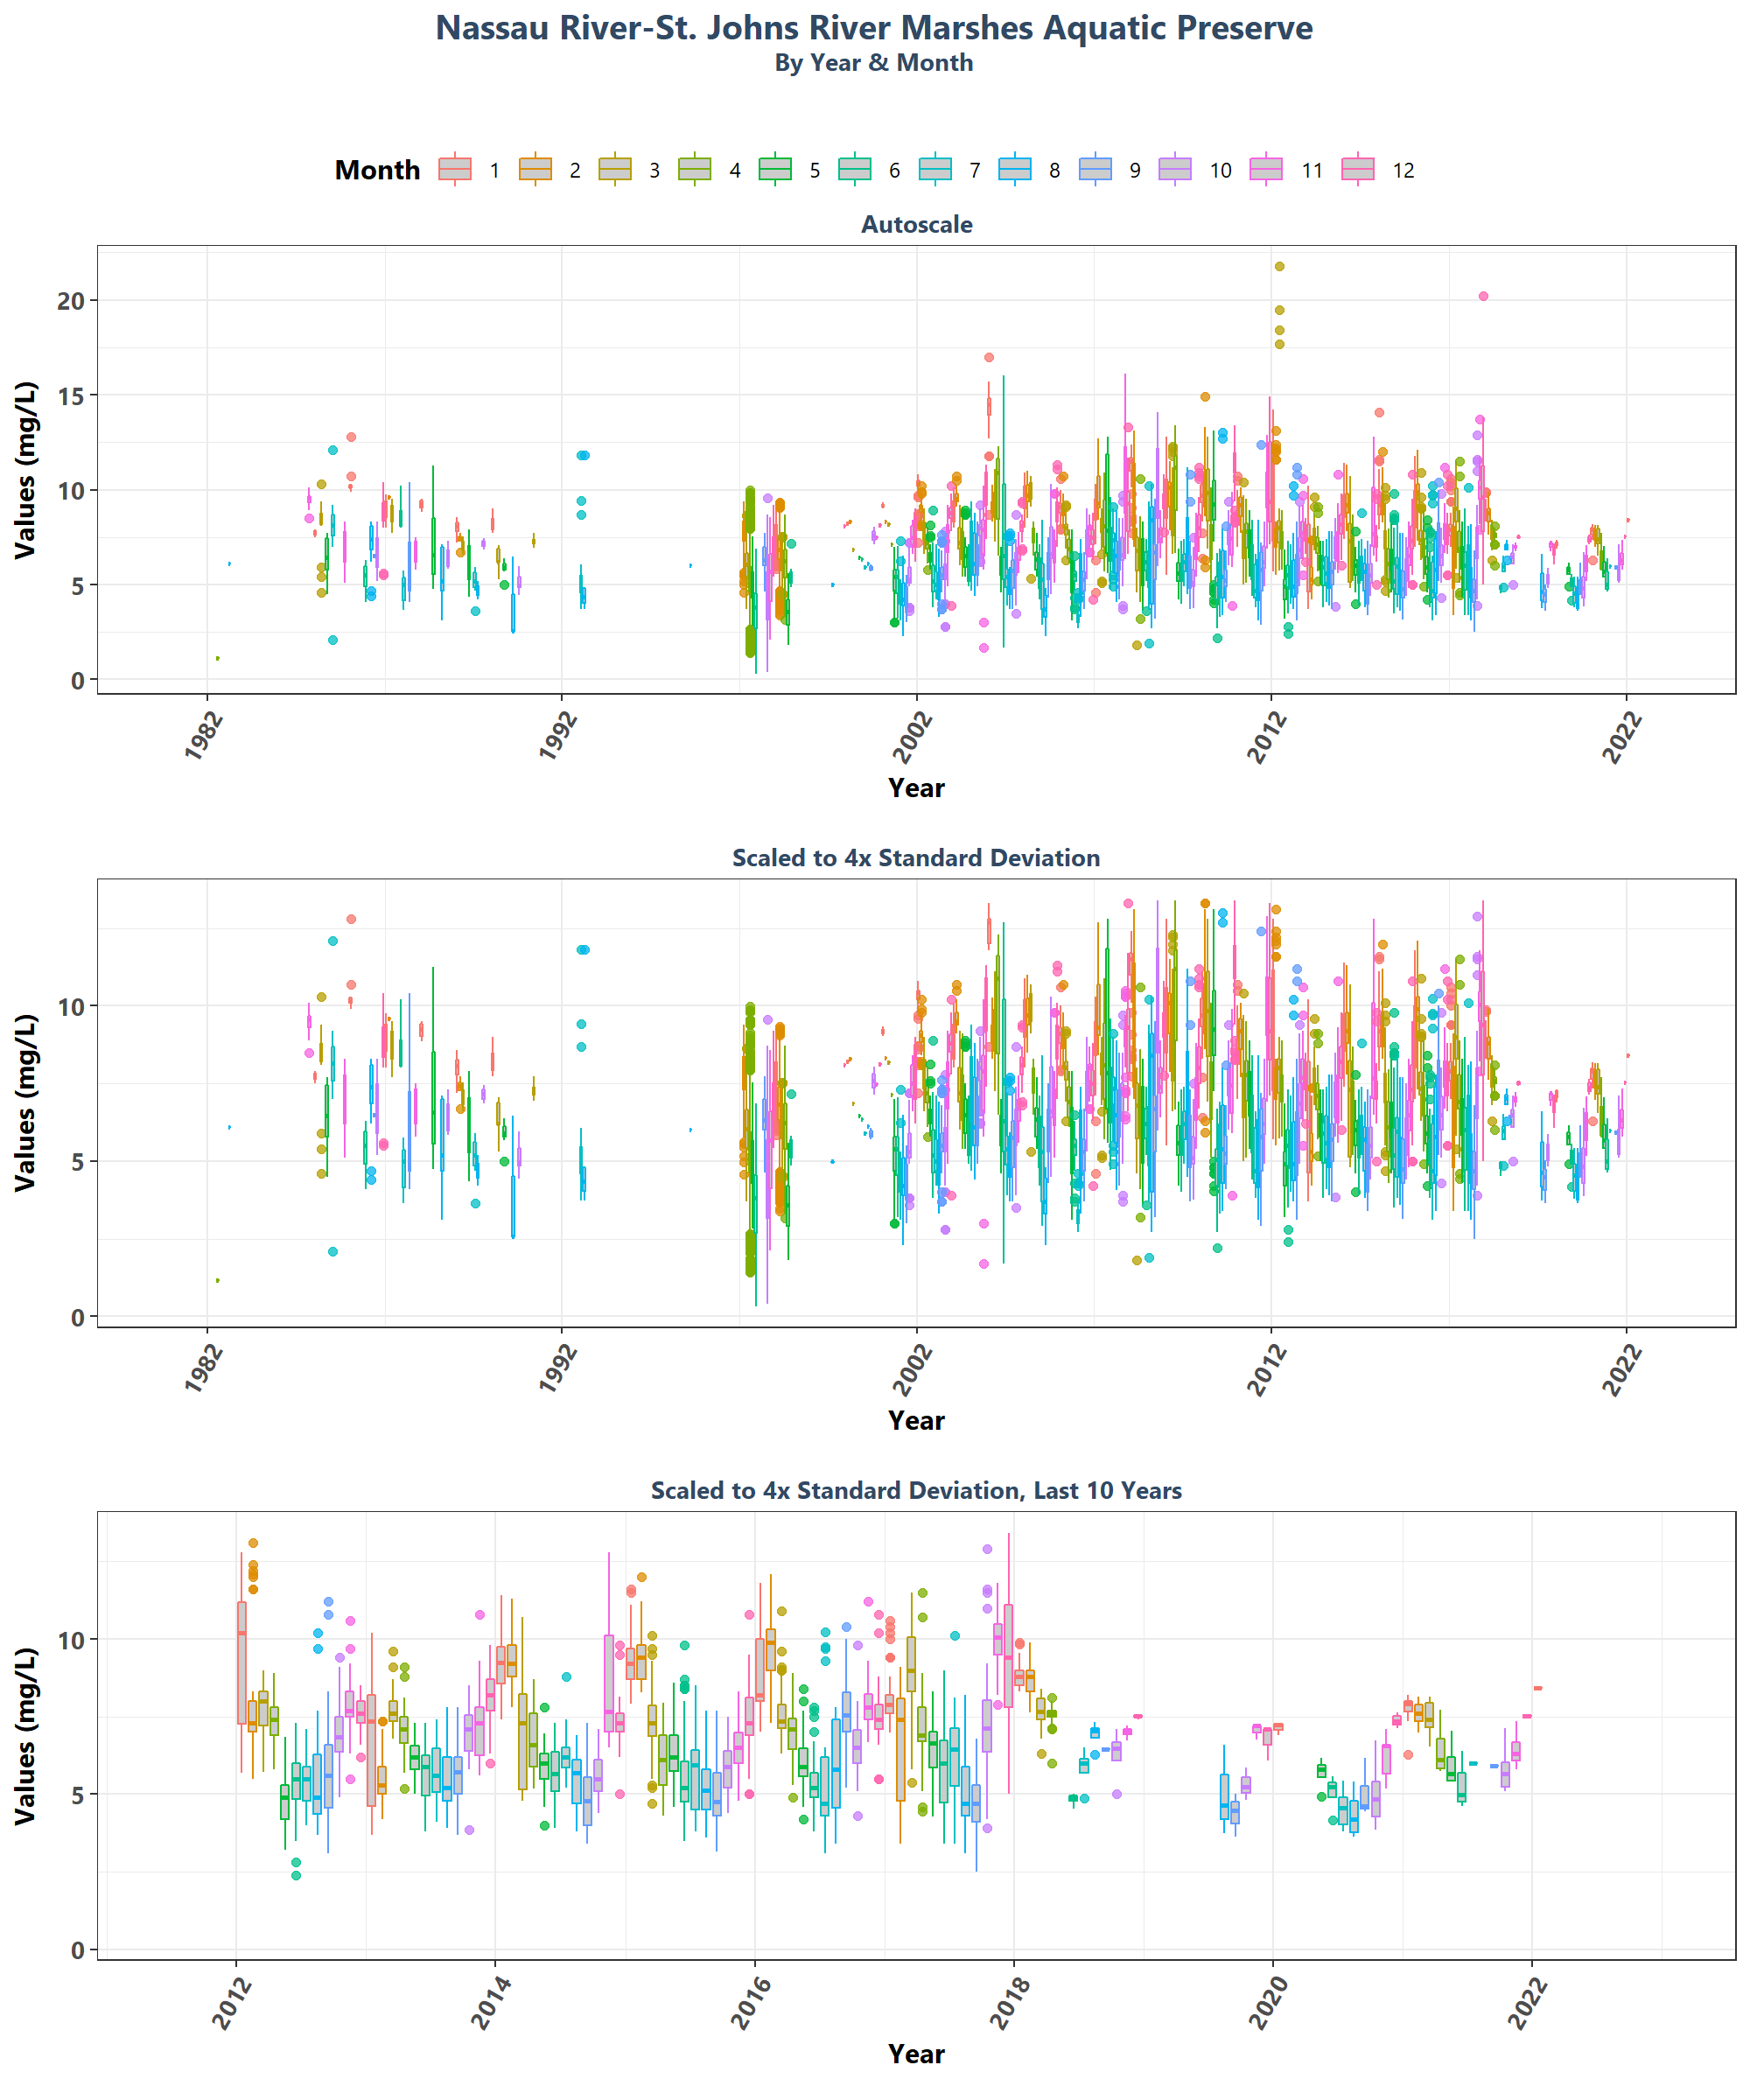 Nassau River-St. Johns River Marshes Aquatic Preserve
By Year & Month
Month 1 2 3 4 5 6 7 8 9 10 11 12
Autoscale
Values (mg/L)
20
15
10
5
0
1982 1992 2002 2012 2022
Year
Scaled to 4x Standard Deviation
Values (mg/L)
10
5
0
1982 1992 2002 2012 2022
Year
Scaled to 4x Standard Deviation, Last 10 Years
Values (mg/L)
10
5
0
2012 2014 2016 2018 2020 2022
Year